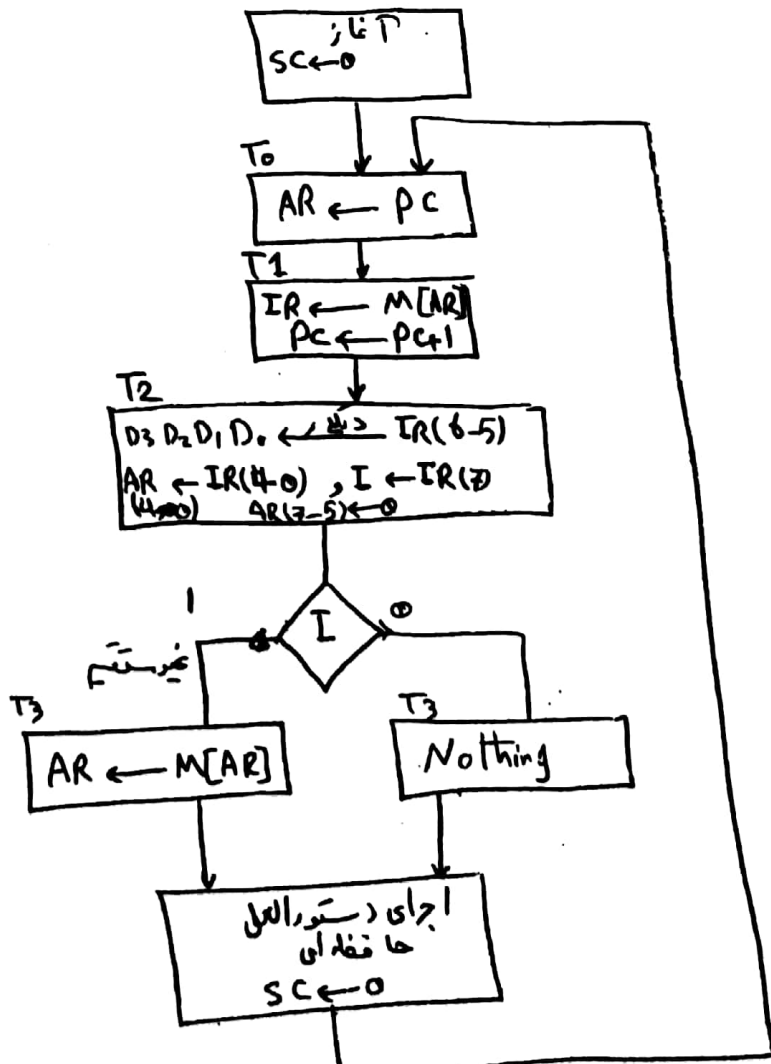 آغاز
SC ← 0
T0
AR ← PC
T1
IR ← M[AR]
PC ← PC+1
T2
D3 D2 D1 D0 ← دیکدر IR(6-5)
AR ← IR(4-0) , I ← IR(7)
(4-0) AR(7-5) ← 0
1
I
0
غیرمستقیم
T3
T3
AR ← M[AR]
Nothing
اجرای دستورالعمل
حافظه ای
SC ← 0